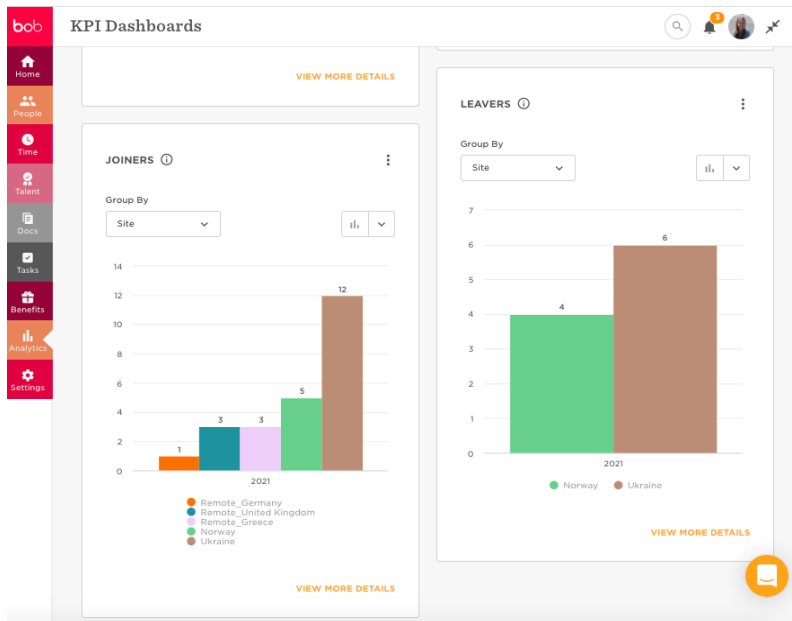 bob
KPI Dashboards
3
Home
People
Time
Talent
Docs
Tasks
Benefits
Analytics
Settings
VIEW MORE DETAILS
JOINERS
Group By
Site
14
12
10
8
6
4
2
0
1
3
3
5
12
2021
Remote_Germany
Remote_United Kingdom
Remote_Greece
Norway
Ukraine
VIEW MORE DETAILS
LEAVERS
Group By
Site
7
6
5
4
3
2
1
0
4
6
2021
Norway Ukraine
VIEW MORE DETAILS